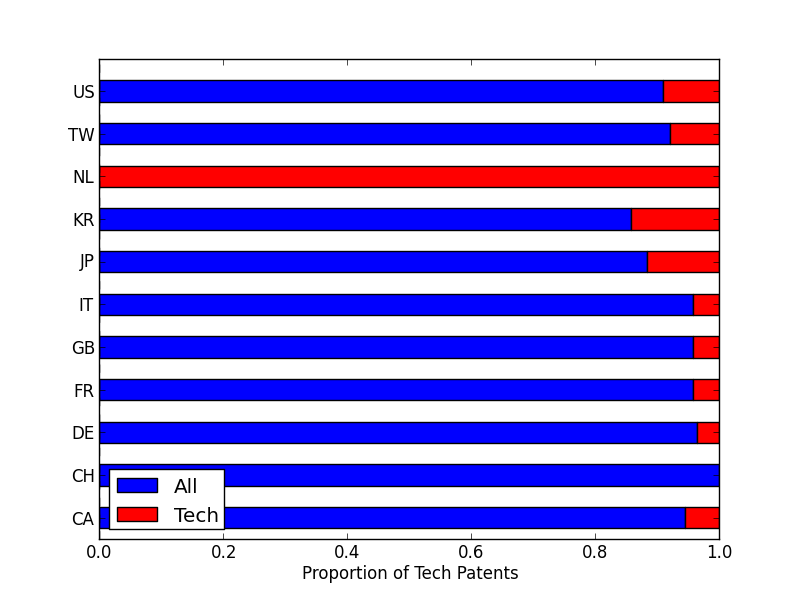 US
TW
NL
KR
JP
IT
GB
FR
DE
CH
CA
All
Tech
0.0 0.2 0.4 0.6 0.8 1.0
Proportion of Tech Patents